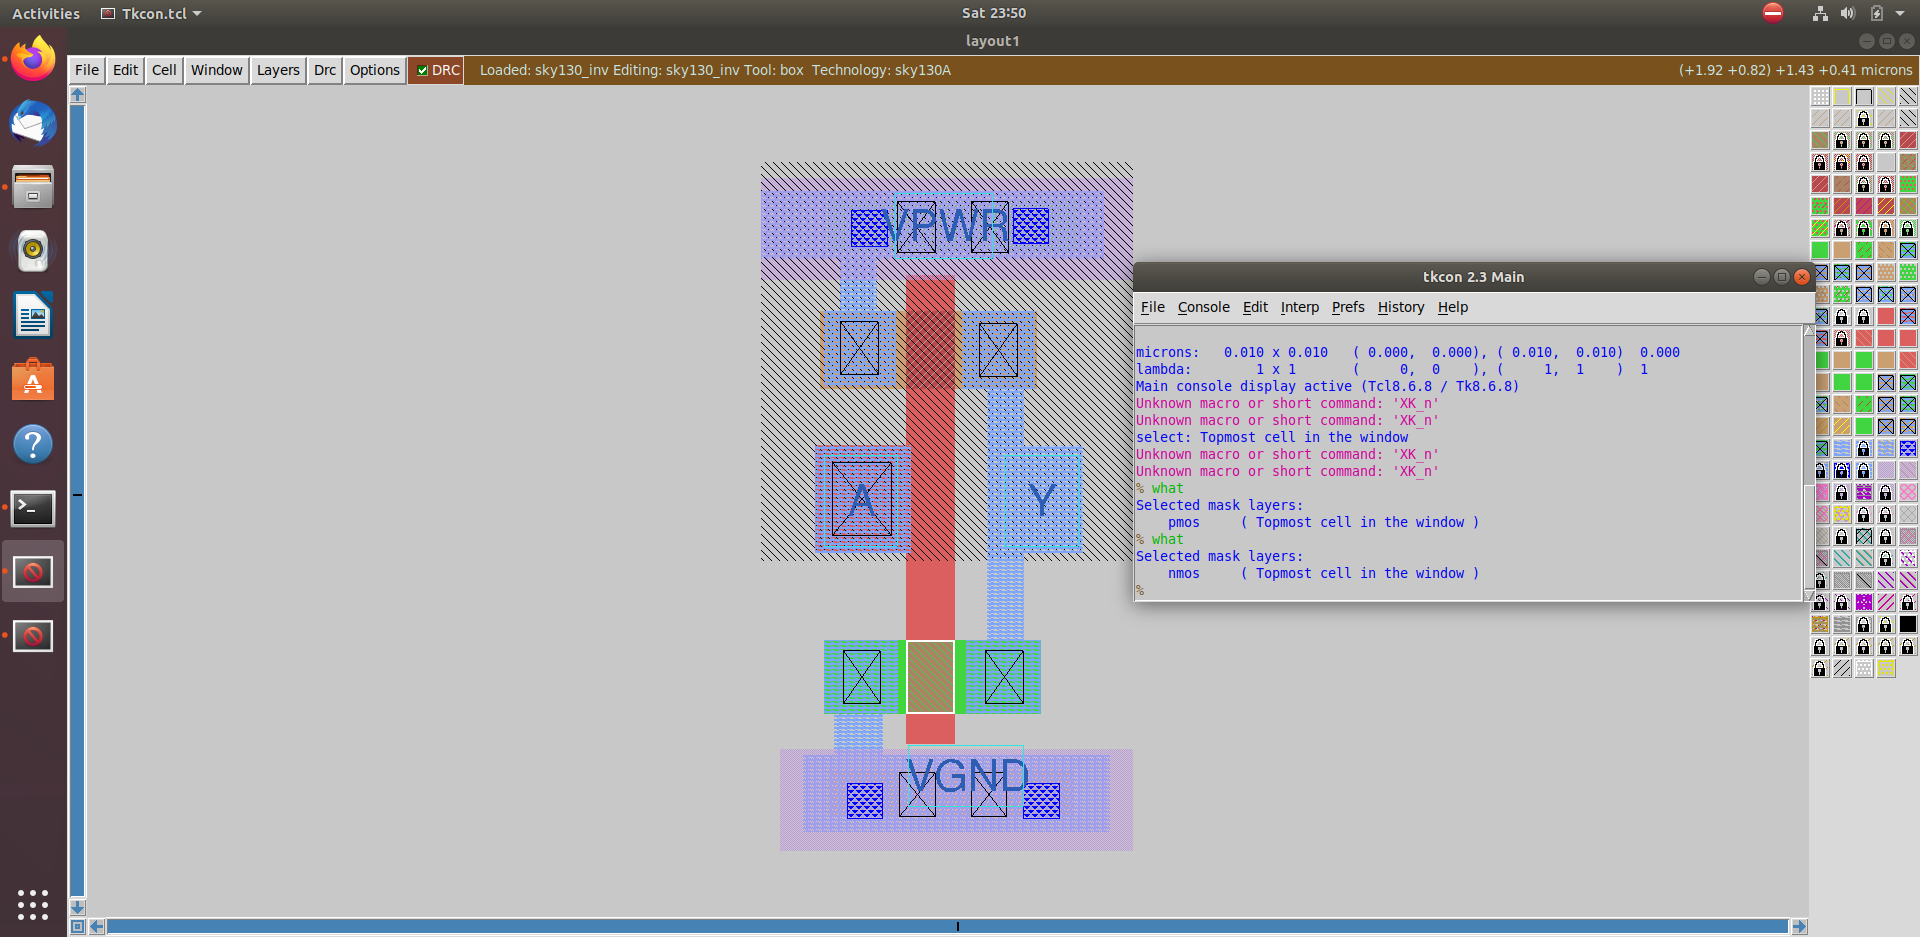 Activities Tkcon.tcl Sat 23:50
layout1
File Edit Cell Window Layers Drc Options DRC Loaded: sky130_inv Editing: sky130_inv Tool: box Technology: sky130A (+1.92 +0.82) +1.43 +0.41 microns
VPWR
A
Y
VGND
tkcon 2.3 Main
File Console Edit Interp Prefs History Help
microns: 0.010 x 0.010 ( 0.000, 0.000), ( 0.010, 0.010) 0.000
lambda: 1 x 1 ( 0, 0 ), ( 1, 1 ) 1
Main console display active (Tcl8.6.8 / Tk8.6.8)
Unknown macro or short command: 'XK_n'
Unknown macro or short command: 'XK_n'
select: Topmost cell in the window
Unknown macro or short command: 'XK_n'
Unknown macro or short command: 'XK_n'
% what
Selected mask layers:
pmos ( Topmost cell in the window )
% what
Selected mask layers:
nmos ( Topmost cell in the window )
%